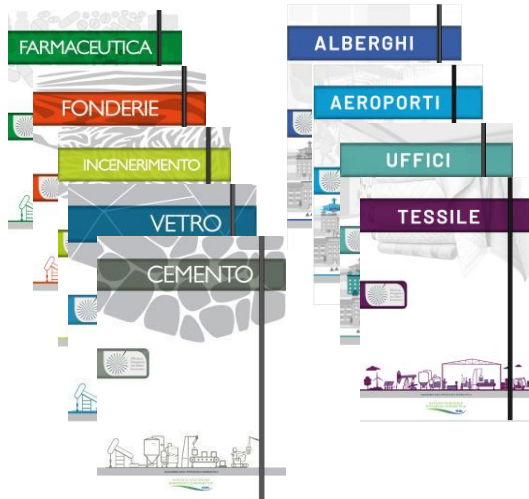 FARMACEUTICA
FONDERIE
INCENERIMENTO
VETRO
CEMENTO
ALBERGHI
AEROPORTI
UFFICI
TESSILE